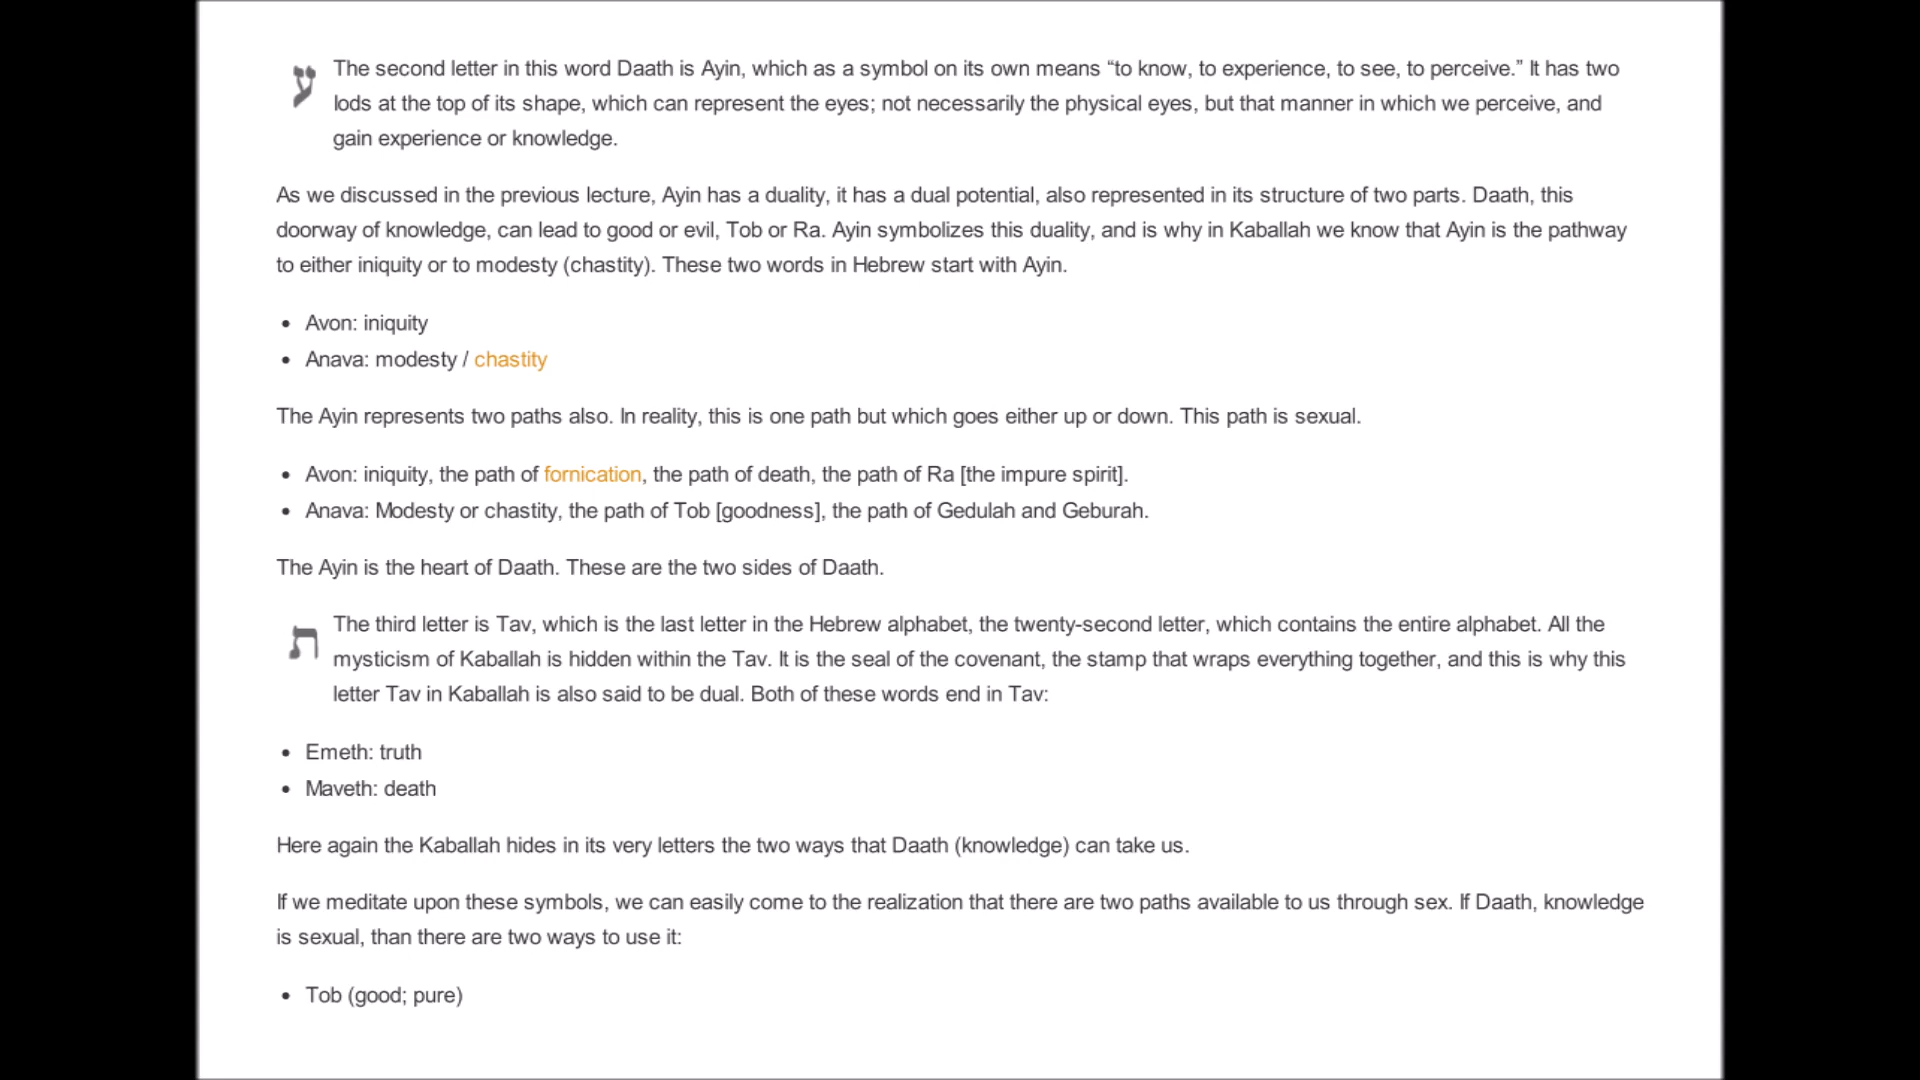 ע
The second letter in this word Daath is Ayin, which as a symbol on its own means “to know, to experience, to see, to perceive.” It has two
Iods at the top of its shape, which can represent the eyes; not necessarily the physical eyes, but that manner in which we perceive, and
gain experience or knowledge.
As we discussed in the previous lecture, Ayin has a duality, it has a dual potential, also represented in its structure of two parts. Daath, this
doorway of knowledge, can lead to good or evil, Tob or Ra. Ayin symbolizes this duality, and is why in Kaballah we know that Ayin is the pathway
to either iniquity or to modesty (chastity). These two words in Hebrew start with Ayin.
• Avon: iniquity
• Anava: modesty / chastity
The Ayin represents two paths also. In reality, this is one path but which goes either up or down. This path is sexual.
• Avon: iniquity, the path of fornication, the path of death, the path of Ra [the impure spirit].
• Anava: Modesty or chastity, the path of Tob [goodness], the path of Gedulah and Geburah.
The Ayin is the heart of Daath. These are the two sides of Daath.
ת
The third letter is Tav, which is the last letter in the Hebrew alphabet, the twenty-second letter, which contains the entire alphabet. All the
mysticism of Kaballah is hidden within the Tav. It is the seal of the covenant, the stamp that wraps everything together, and this is why this
letter Tav in Kaballah is also said to be dual. Both of these words end in Tav:
• Emeth: truth
• Maveth: death
Here again the Kaballah hides in its very letters the two ways that Daath (knowledge) can take us.
If we meditate upon these symbols, we can easily come to the realization that there are two paths available to us through sex. If Daath, knowledge
is sexual, than there are two ways to use it:
• Tob (good; pure)